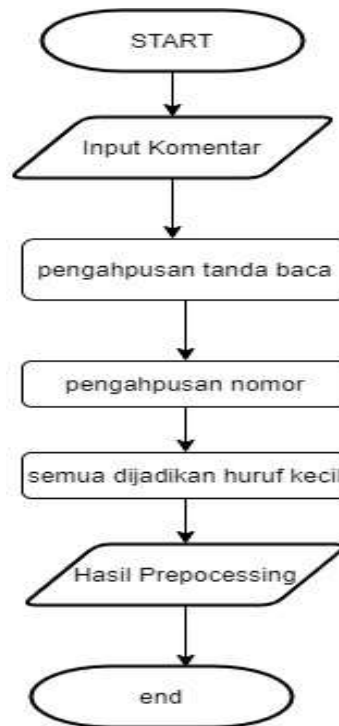 START
Input Komentar
pengahpusan tanda baca
pengahpusan nomor
semua dijadikan huruf kecil
Hasil Prepocessing
end